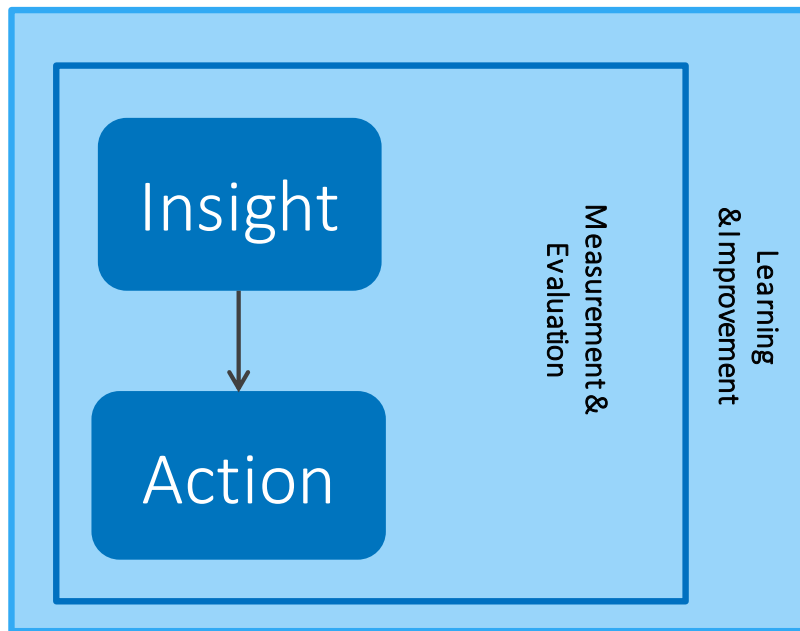 Insight
Action
Measurement &
Evaluation
Learning
& Improvement